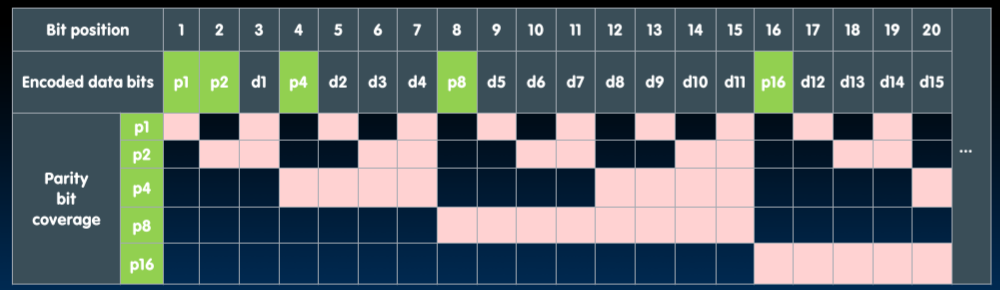 Bit position 1 2 3 4 5 6 7 8 9 10 11 12 13 14 15 16 17 18 19 20
Encoded data bits p1 p2 d1 p4 d2 d3 d4 p8 d5 d6 d7 d8 d9 d10 d11 p16 d12 d13 d14 d15
Parity
bit
coverage
p1
p2
p4
p8
p16
...